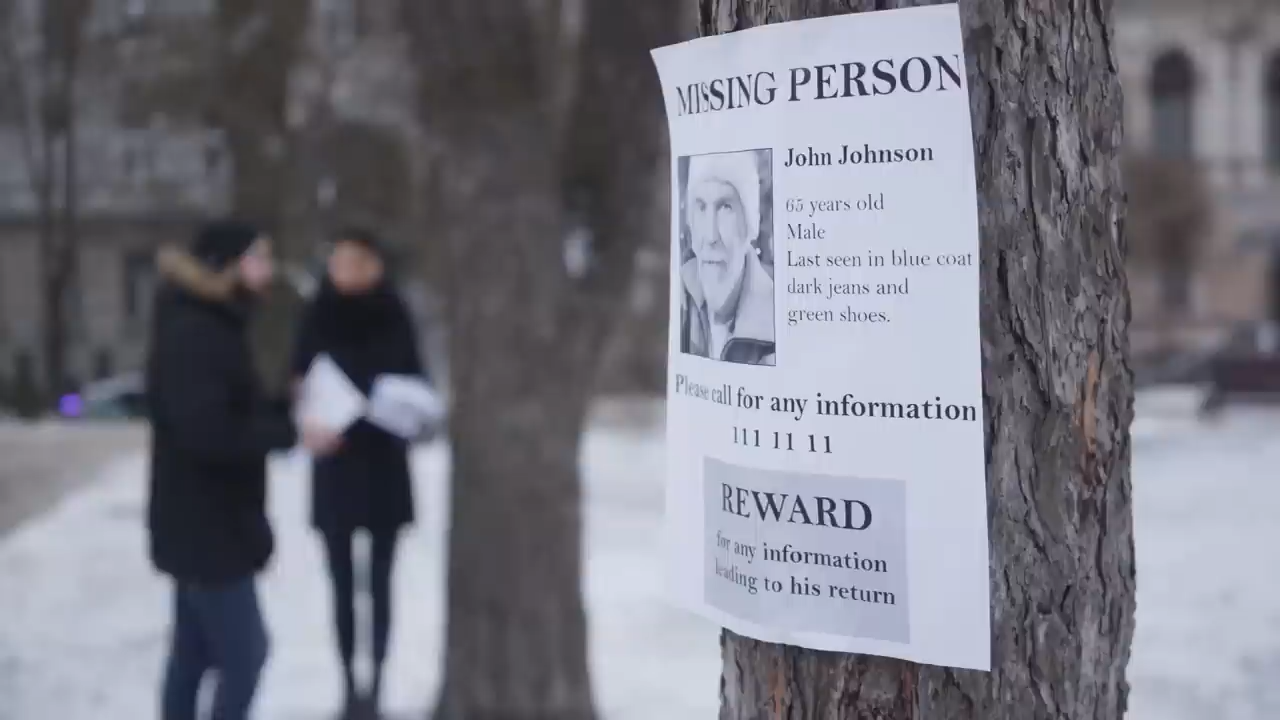 MISSING PERSON
John Johnson
65 years old
Male
Last seen in blue coat
dark jeans and
green shoes.
Please call for any information
111 11 11
REWARD
for any information
leading to his return